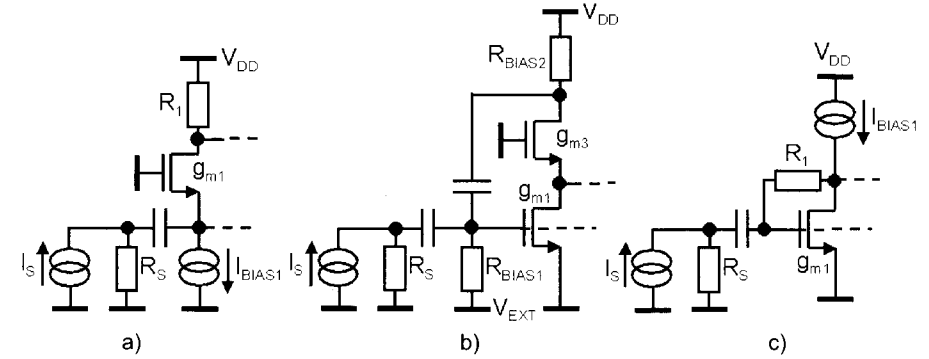 V_DD
R_1
g_m1
I_S
R_S
I_BIAS1
a)
V_DD
R_BIAS2
g_m3
g_m1
I_S
R_S
R_BIAS1
V_EXT
b)
V_DD
I_BIAS1
R_1
I_S
R_S
g_m1
c)